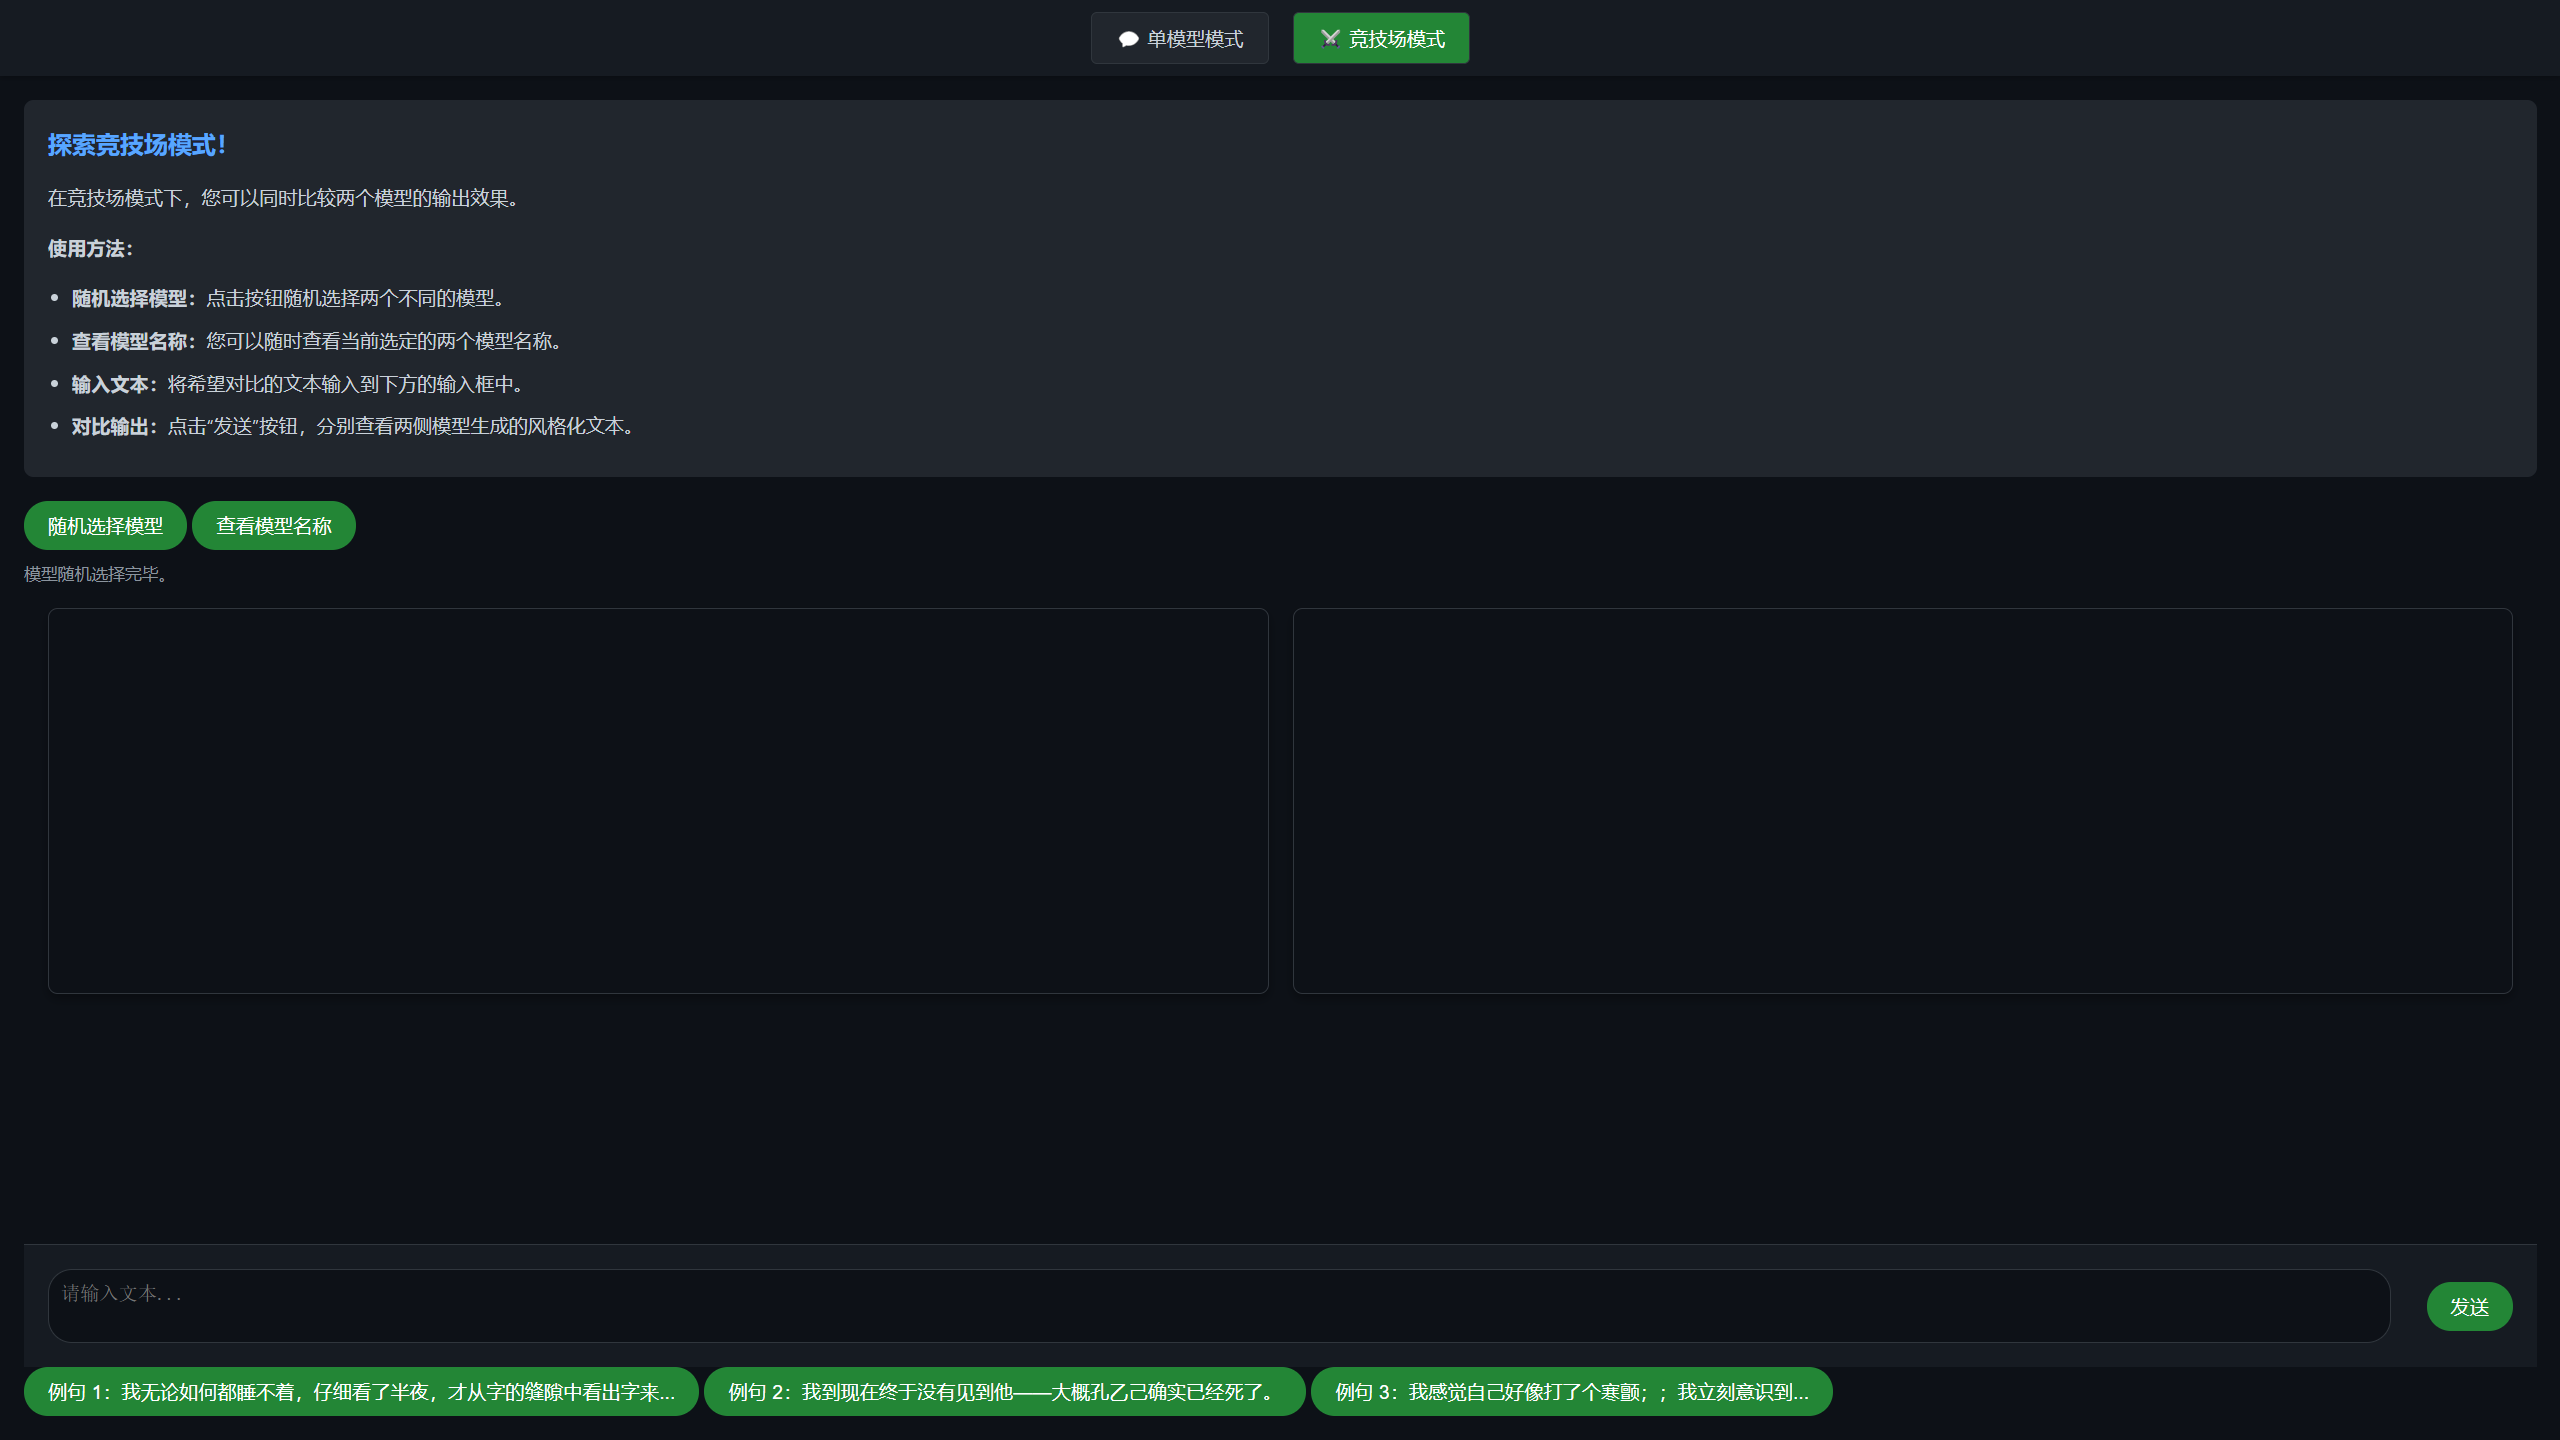 💬 单模型模式
⚔️ 竞技场模式
探索竞技场模式！
在竞技场模式下，您可以同时比较两个模型的输出效果。
使用方法：
• 随机选择模型：点击按钮随机选择两个不同的模型。
• 查看模型名称：您可以随时查看当前选定的两个模型名称。
• 输入文本：将希望对比的文本输入到下方的输入框中。
• 对比输出：点击“发送”按钮，分别查看两侧模型生成的风格化文本。
随机选择模型
查看模型名称
模型随机选择完毕。
请输入文本...
发送
例句 1：我无论如何都睡不着，仔细看了半夜，才从字的缝隙中看出字来...
例句 2：我到现在终于没有见到他——大概孔乙己确实已经死了。
例句 3：我感觉自己好像打了个寒颤；；我立刻意识到...